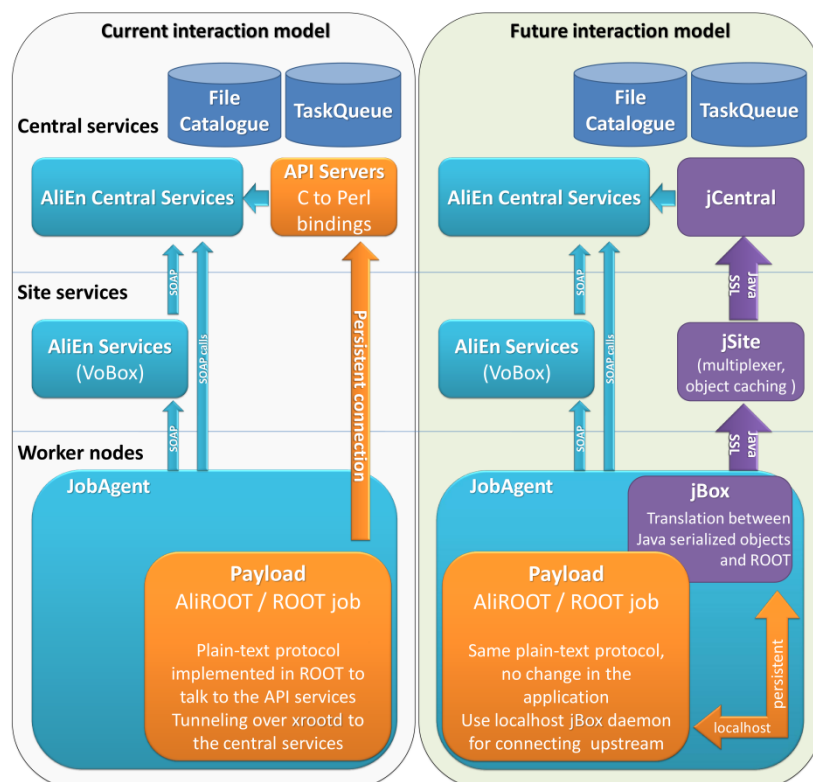 Current interaction model
File
Catalogue
TaskQueue
Central services
AliEn Central Services
API Servers
C to Perl
bindings
SOAP
SOAP calls
Persistent connection
Site services
AliEn Services
(VoBox)
SOAP
Worker nodes
JobAgent
Payload
AliROOT / ROOT job
Plain-text protocol
implemented in ROOT to
talk to the API services
Tunneling over xrootd to
the central services
Future interaction model
File
Catalogue
TaskQueue
AliEn Central Services
jCentral
SOAP
SOAP calls
Java
SSL
AliEn Services
(VoBox)
jSite
(multiplexer,
object caching )
SOAP
Java
SSL
JobAgent
jBox
Translation between
Java serialized objects
and ROOT
Payload
AliROOT / ROOT job
Same plain-text protocol,
no change in the
application
Use localhost jBox daemon
for connecting upstream
persistent
localhost